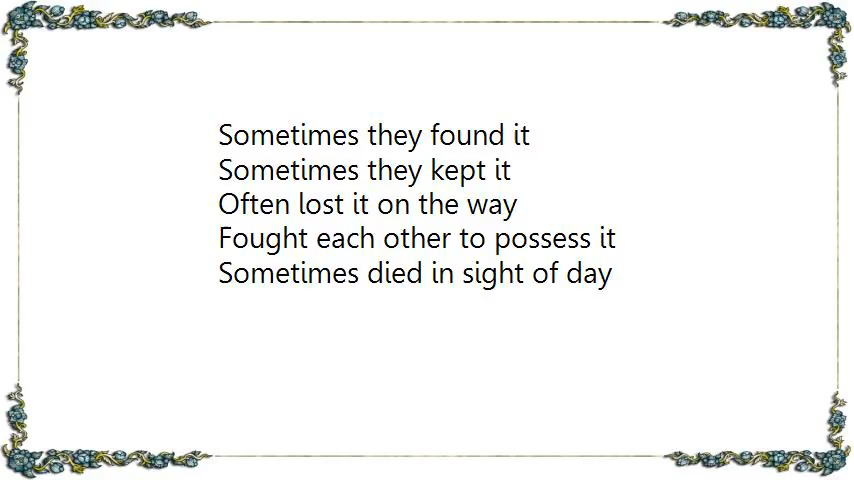 Sometimes they found it
Sometimes they kept it
Often lost it on the way
Fought each other to possess it
Sometimes died in sight of day